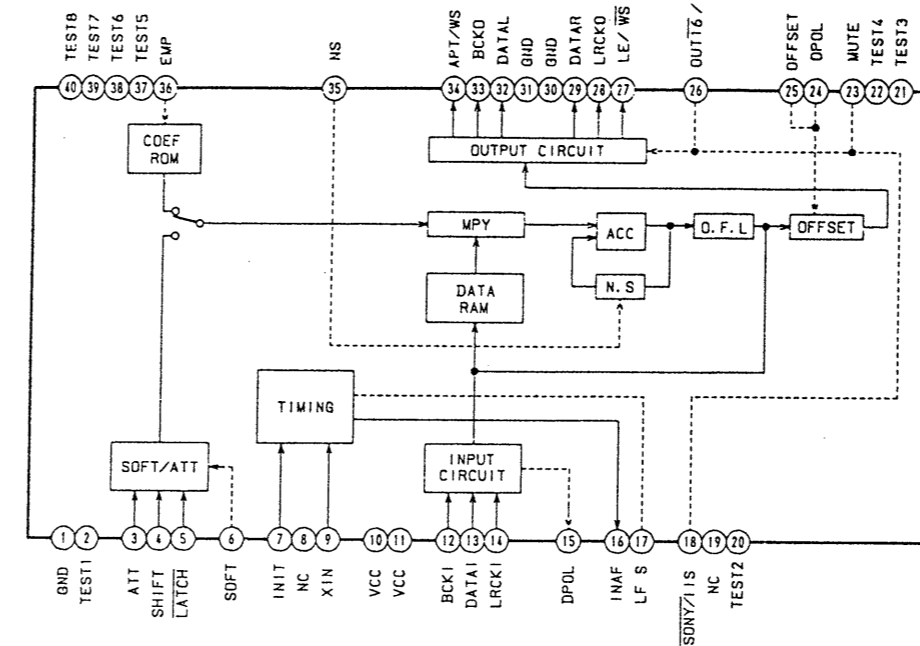 TEST8
TEST7
TEST6
TEST5
EMP
NS
APT/WS
BCKO
DATAL
GND
GND
DATAR
LRCKO
LE/WS
OUT16/
OFFSET
OPOL
MUTE
TEST4
TEST3
40
39
38
37
36
35
34
33
32
31
30
29
28
27
26
25
24
23
22
21
COEF
ROM
OUTPUT CIRCUIT
MPY
ACC
O.F.L
OFFSET
N.S
DATA
RAM
TIMING
SOFT/ATT
INPUT
CIRCUIT
1
2
3
4
5
6
7
8
9
10
11
12
13
14
15
16
17
18
19
20
GND
TEST1
ATT
SHIFT
LATCH
SOFT
INIT
NC
XIN
VCC
VCC
BCKI
DATAI
LRCKI
DPOL
INAF
LF S
SONY/IIS
NC
TEST2